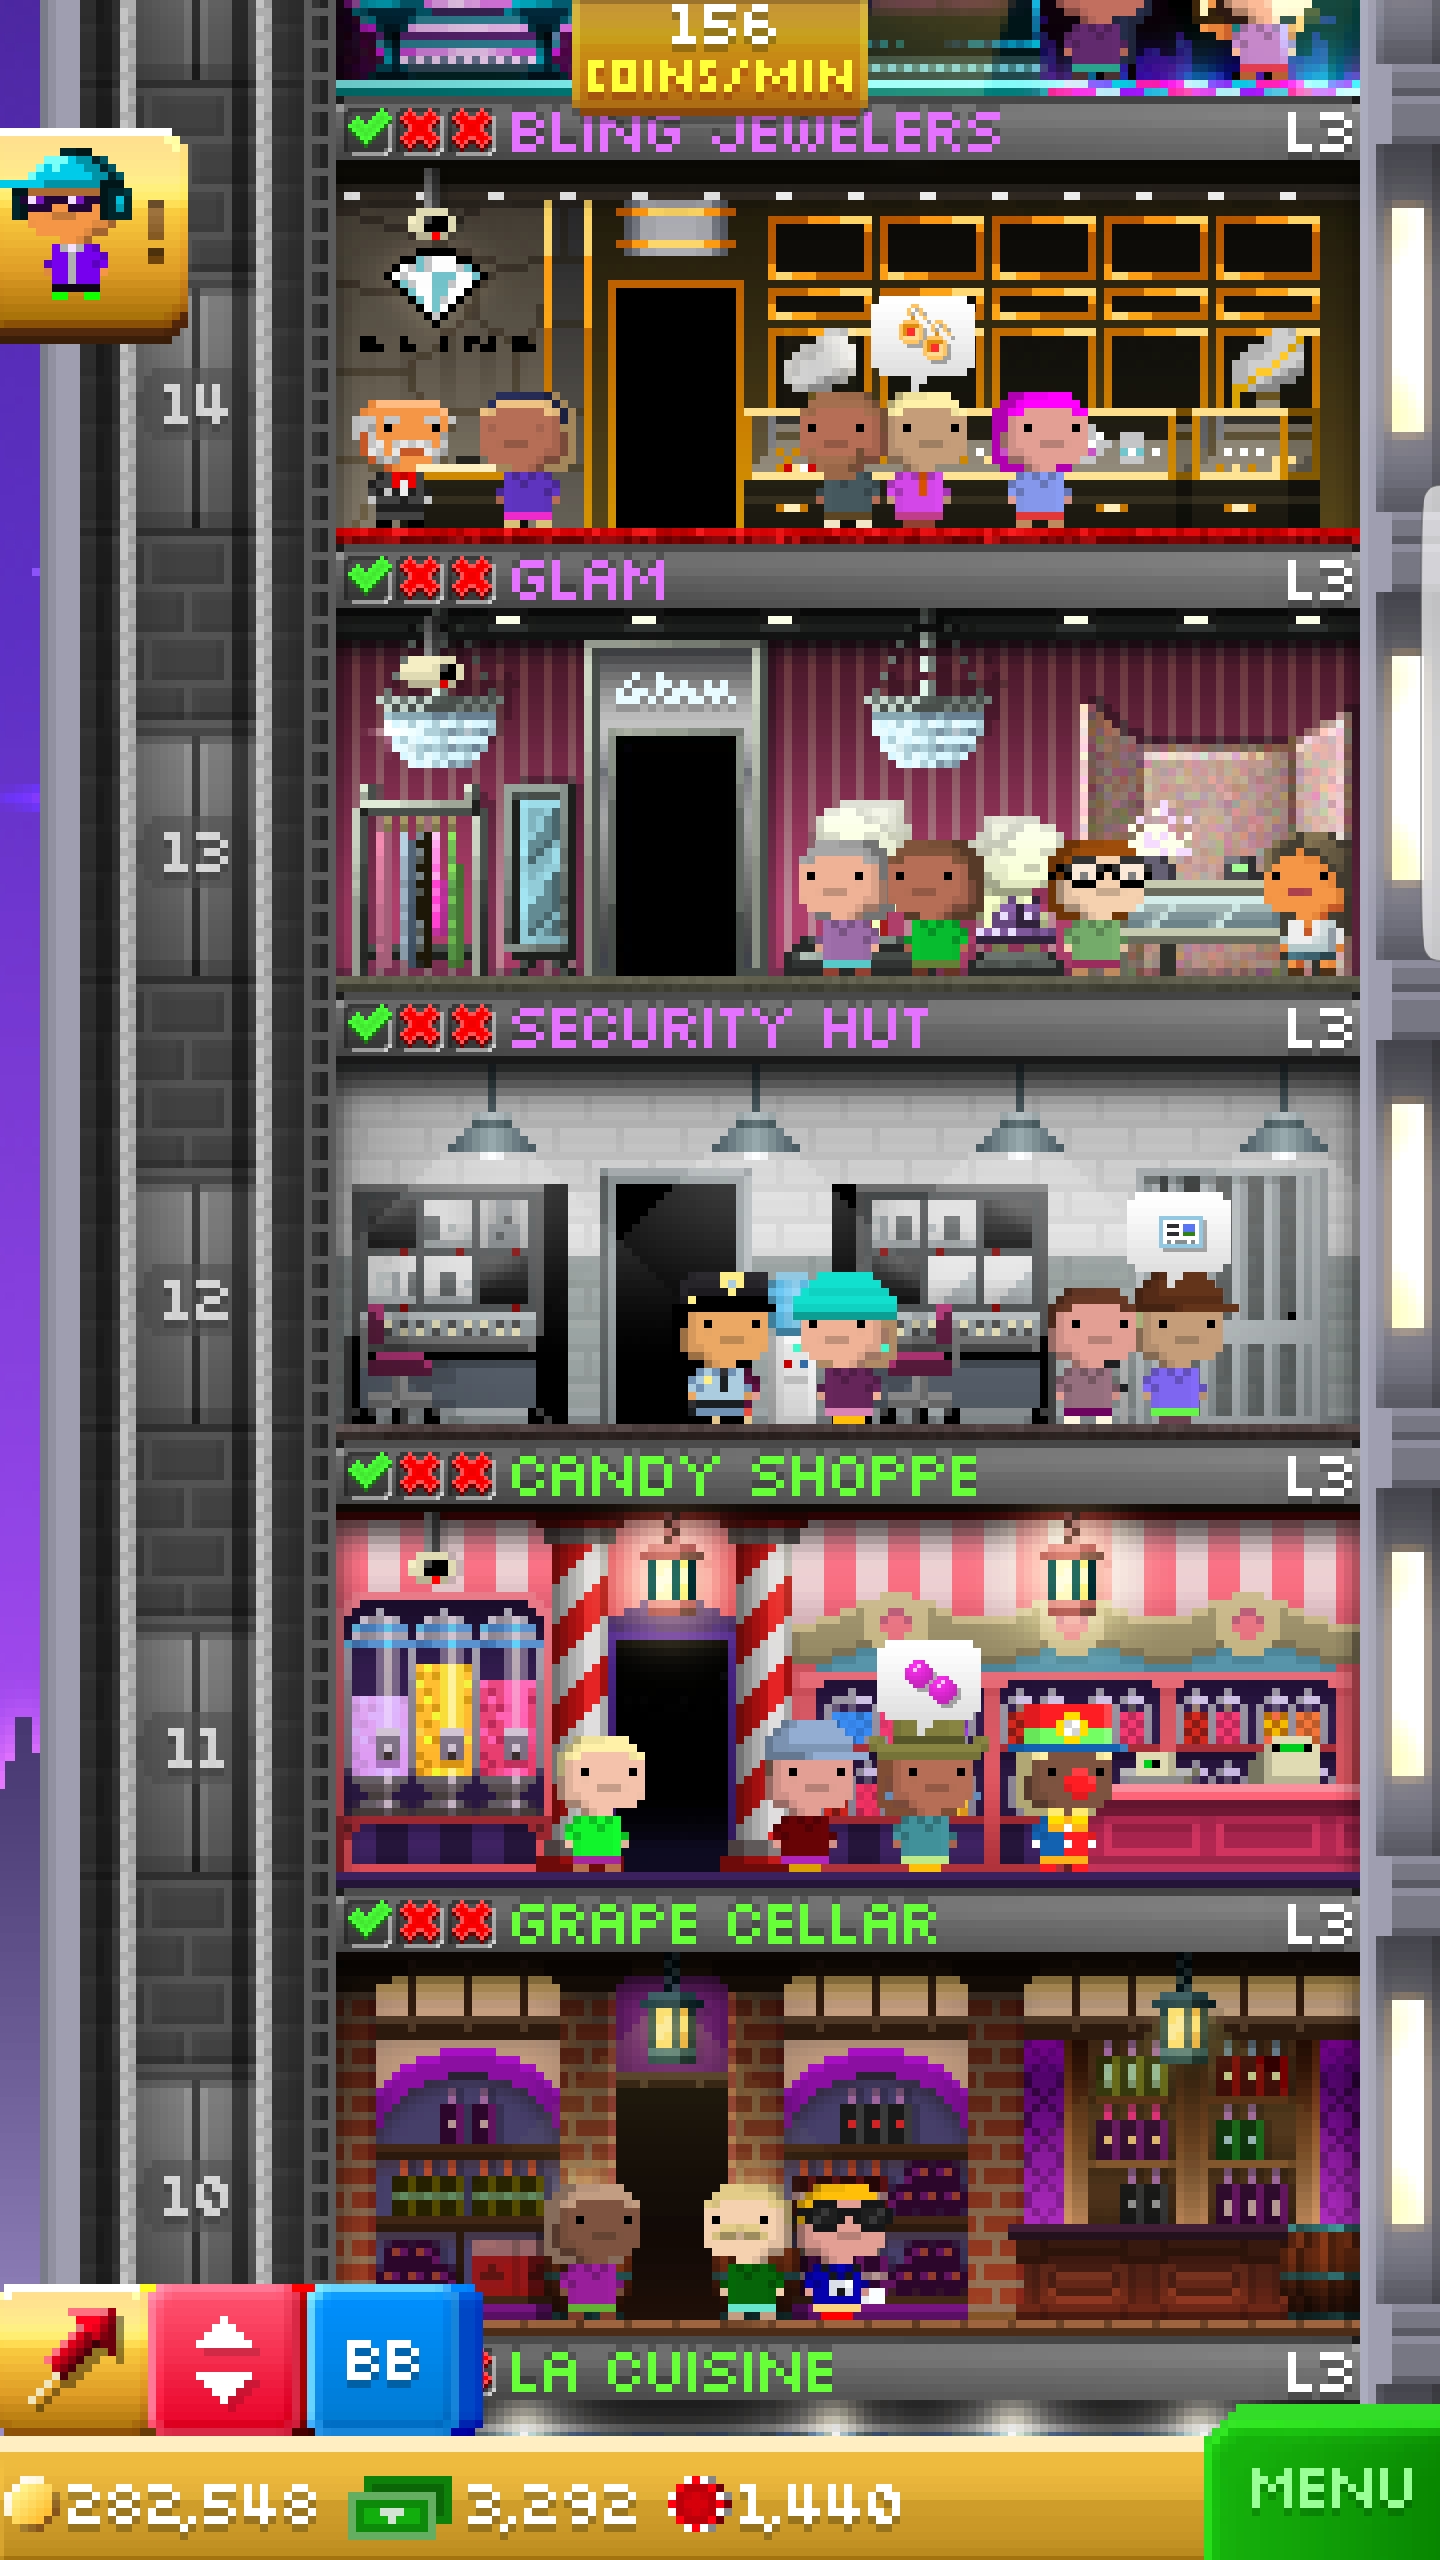 156
COINS/MIN
BLING JEWELERS L3
BLING
14
GLAM L3
Glam
13
SECURITY HUT L3
12
CANDY SHOPPE L3
11
GRAPE CELLAR L3
10
BB
LA CUISINE L3
282,548 3,292 1,440
MENU